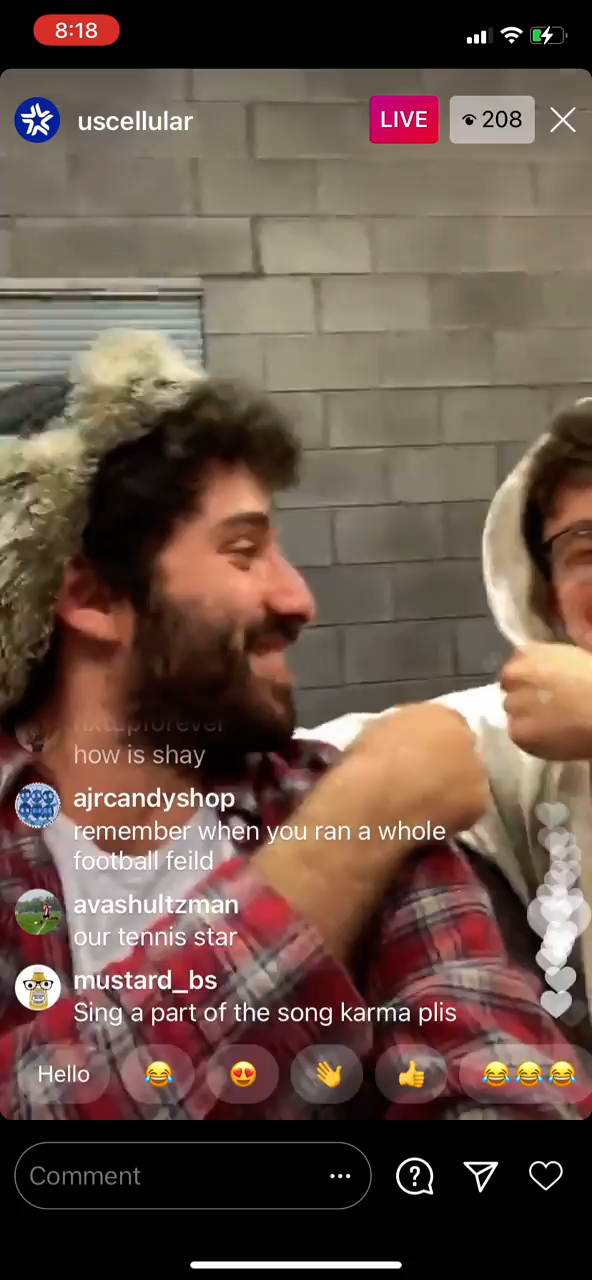 8:18
uscellular
LIVE
208
nxtupforever
how is shay
ajrcandyshop
remember when you ran a whole
football feild
avashultzman
our tennis star
mustard_bs
Sing a part of the song karma plis
Hello
Comment